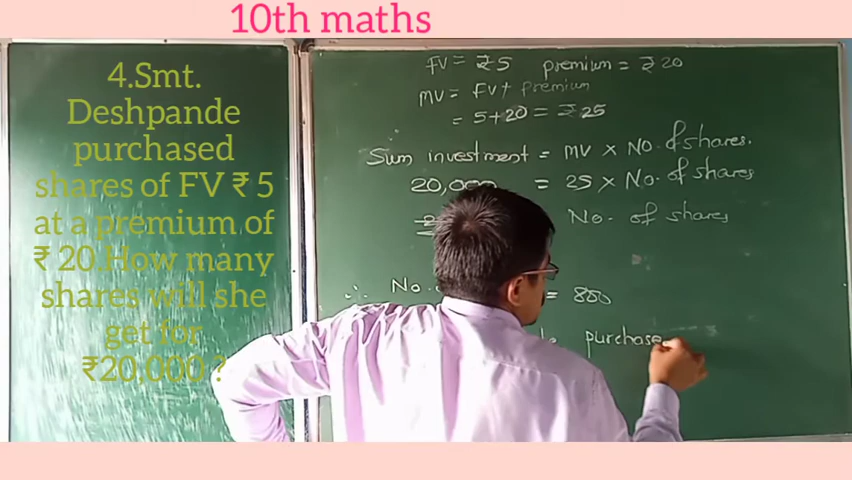 10th maths
4.Smt.
Deshpande
purchased
shares of FV ₹ 5
at a premium of
₹ 20.How many
shares will she
get for
₹20,000 ?
FV = ₹5 premium = ₹20
MV = FV + premium
= 5+20 = ₹25
Sum investment = MV × No. of shares.
20,000 = 25 × No. of shares
No. of shares
∴ No. = 800
purchase